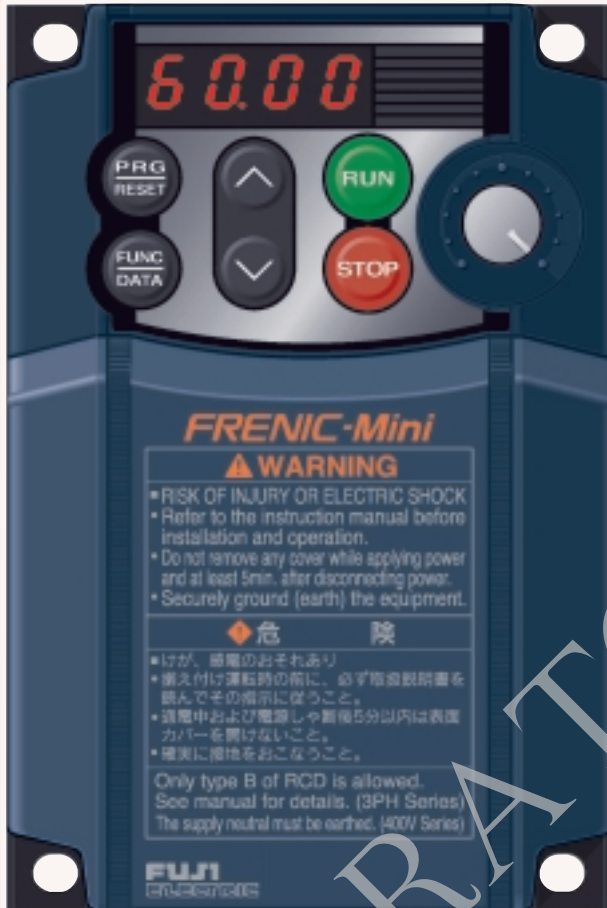 60.00
PRG
RESET
RUN
FUNC
DATA
STOP
FRENIC-Mini
WARNING
▪RISK OF INJURY OR ELECTRIC SHOCK
• Refer to the instruction manual before
installation and operation.
• Do not remove any cover while applying power
and at least 5min. after disconnecting power.
• Securely ground (earth) the equipment.
危 険
▪けが、感電のおそれあり
• 据え付け運転時の前に、必ず取扱説明書を
読んでその指示に従うこと。
• 通電中および電源しゃ断後5分以内は表面
カバーを開けないこと。
• 確実に接地をおこなうこと。
Only type B of RCD is allowed.
See manual for details. (3PH Series)
The supply neutral must be earthed. (400V Series)
FUJI
ELECTRIC
RATO